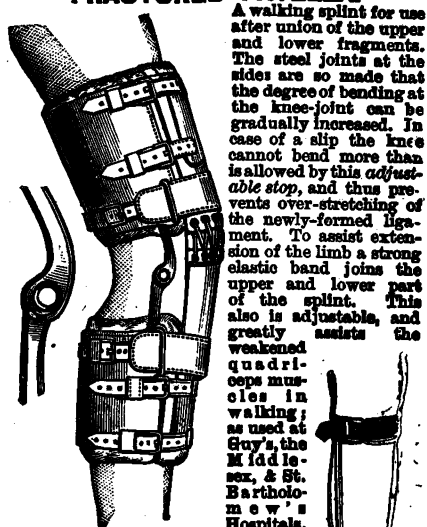 A walking splint for use
after union of the upper
and lower fragments.
The steel joints at the
sides are so made that
the degree of bending at
the knee-joint can be
gradually increased. In
case of a slip the knee
cannot bend more than
is allowed by this adjust-
able stop, and thus pre-
vents over-stretching of
the newly-formed liga-
ment. To assist exten-
sion of the limb a strong
elastic band joins the
upper and lower part
of the splint. This
also is adjustable, and
greatly assists the
weakened
quadri-
ceps mus-
cles in
walking;
as used at
Guy's, the
Middle-
sex, & St.
Bartholo-
mew's
Hospitals.